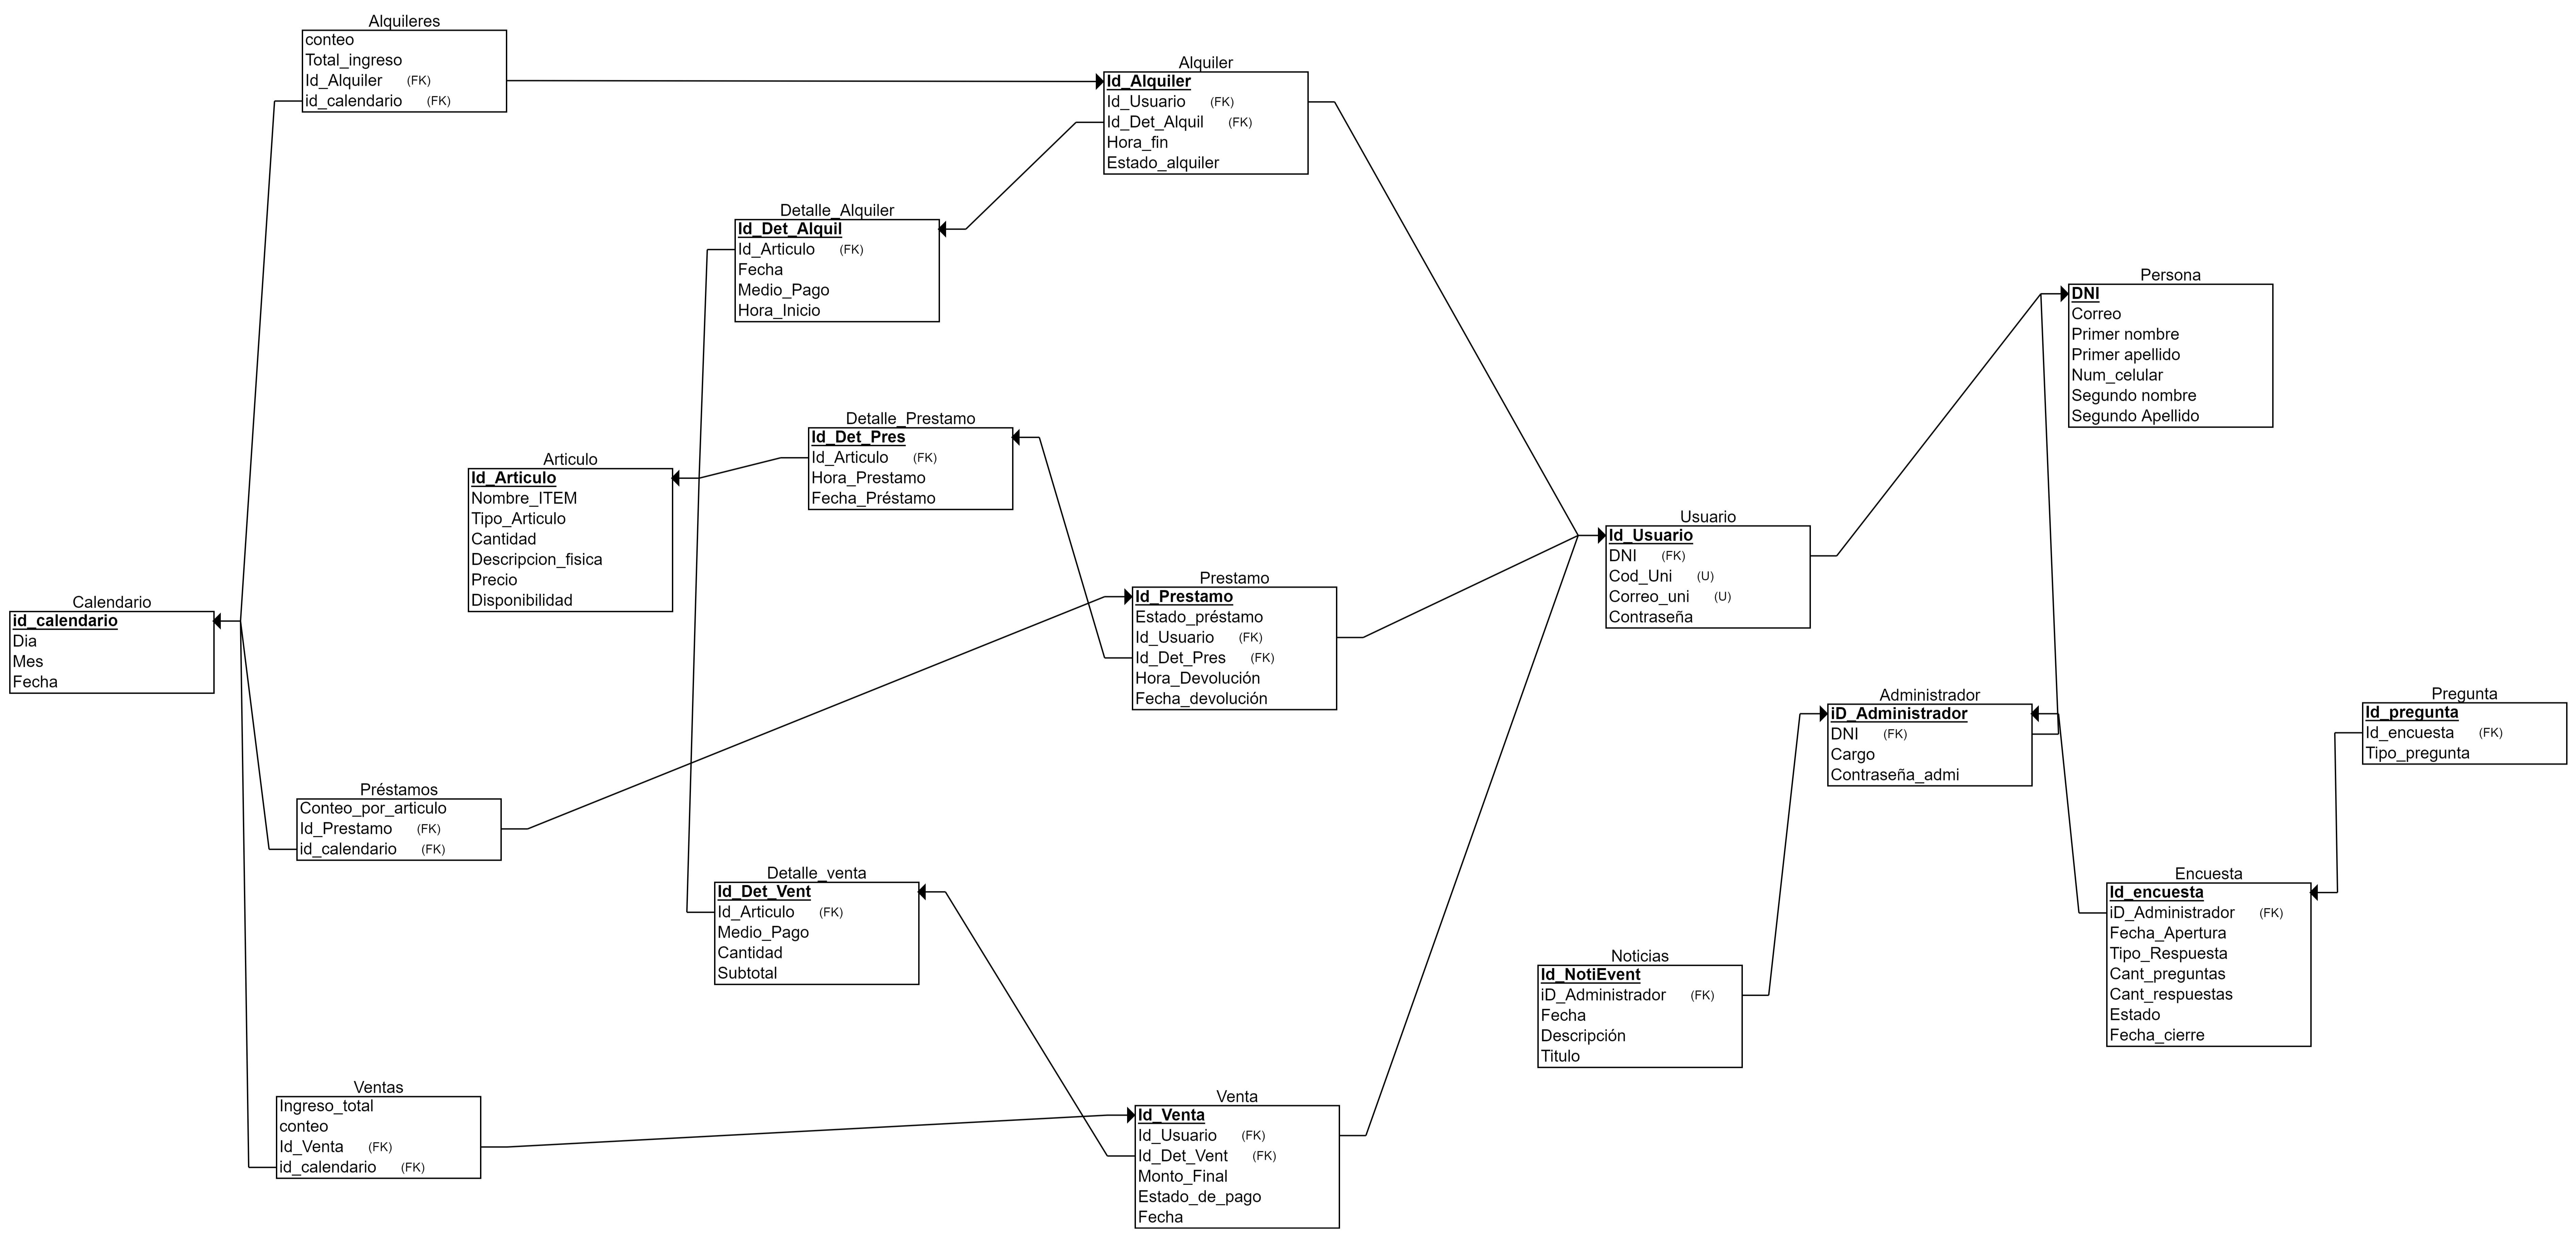 Alquileres
conteo
Total_ingreso
Id_Alquiler (FK)
id_calendario (FK)
Alquiler
Id_Alquiler
Id_Usuario (FK)
Id_Det_Alquil (FK)
Hora_fin
Estado_alquiler
Detalle_Alquiler
Id_Det_Alquil
Id_Articulo (FK)
Fecha
Medio_Pago
Hora_Inicio
Persona
DNI
Correo
Primer nombre
Primer apellido
Num_celular
Segundo nombre
Segundo Apellido
Detalle_Prestamo
Id_Det_Pres
Id_Articulo (FK)
Hora_Prestamo
Fecha_Préstamo
Articulo
Id_Articulo
Nombre_ITEM
Tipo_Articulo
Cantidad
Descripcion_fisica
Precio
Disponibilidad
Usuario
Id_Usuario
DNI (FK)
Cod_Uni (U)
Correo_uni (U)
Contraseña
Prestamo
Id_Prestamo
Estado_préstamo
Id_Usuario (FK)
Id_Det_Pres (FK)
Hora_Devolución
Fecha_devolución
Calendario
id_calendario
Dia
Mes
Fecha
Administrador
iD_Administrador
DNI (FK)
Cargo
Contraseña_admi
Pregunta
Id_pregunta
Id_encuesta (FK)
Tipo_pregunta
Préstamos
Conteo_por_articulo
Id_Prestamo (FK)
id_calendario (FK)
Detalle_venta
Id_Det_Vent
Id_Articulo (FK)
Medio_Pago
Cantidad
Subtotal
Encuesta
Id_encuesta
iD_Administrador (FK)
Fecha_Apertura
Tipo_Respuesta
Cant_preguntas
Cant_respuestas
Estado
Fecha_cierre
Noticias
Id_NotiEvent
iD_Administrador (FK)
Fecha
Descripción
Titulo
Ventas
Ingreso_total
conteo
Id_Venta (FK)
id_calendario (FK)
Venta
Id_Venta
Id_Usuario (FK)
Id_Det_Vent (FK)
Monto_Final
Estado_de_pago
Fecha